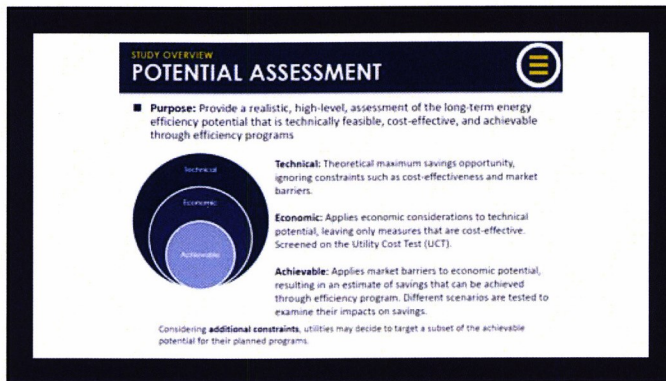 STUDY OVERVIEW
POTENTIAL ASSESSMENT
■ Purpose: Provide a realistic, high-level, assessment of the long-term energy
efficiency potential that is technically feasible, cost-effective, and achievable
through efficiency programs
Technical
Economic
Achievable
Technical: Theoretical maximum savings opportunity,
ignoring constraints such as cost-effectiveness and market
barriers.
Economic: Applies economic considerations to technical
potential, leaving only measures that are cost-effective.
Screened on the Utility Cost Test (UCT).
Achievable: Applies market barriers to economic potential,
resulting in an estimate of savings that can be achieved
through efficiency program. Different scenarios are tested to
examine their impacts on savings.
Considering additional constraints, utilities may decide to target a subset of the achievable
potential for their planned programs.